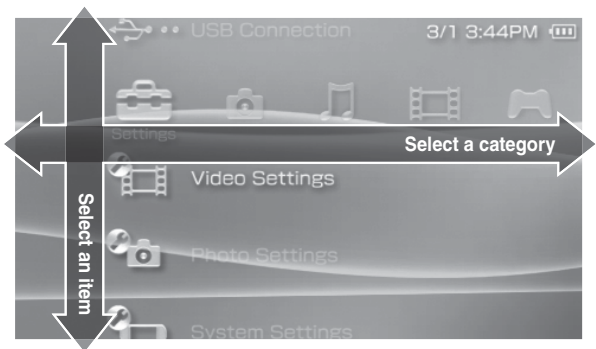 USB Connection
3/1 3:44PM
Settings
Select a category
Video Settings
Select an item
Photo Settings
System Settings